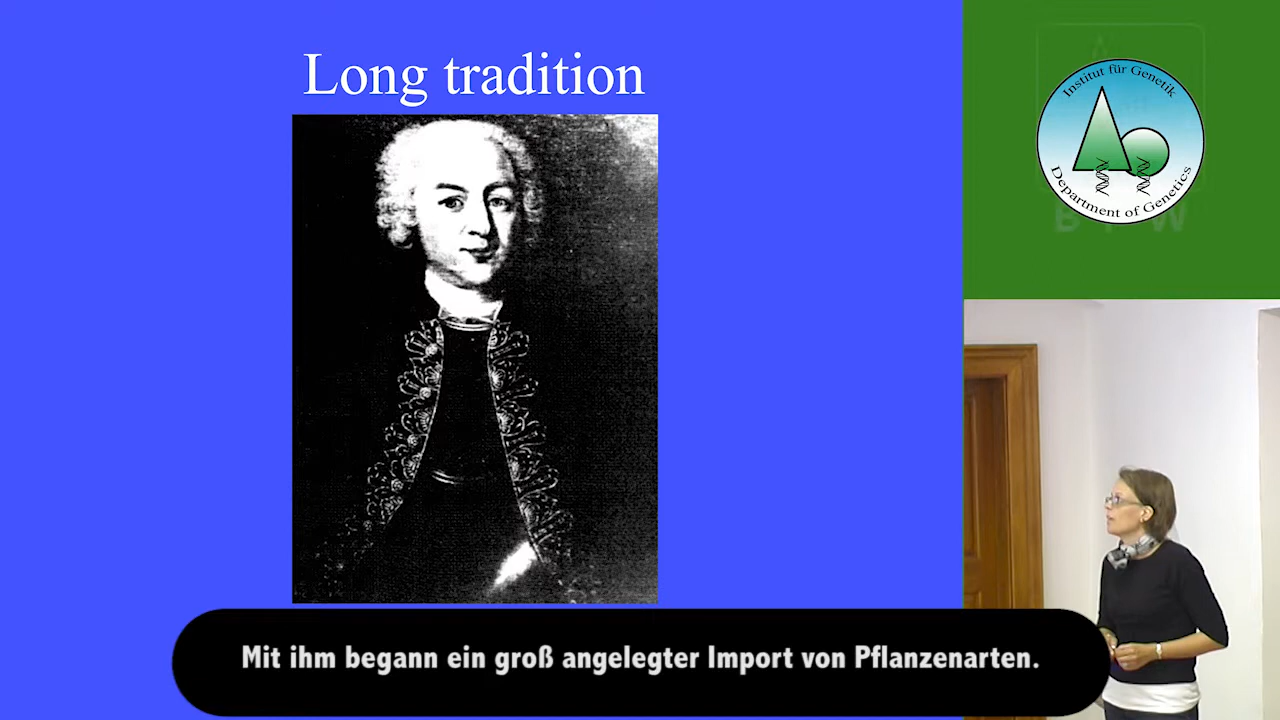 Long tradition
Institut für Genetik
Department of Genetics
B F W
Mit ihm begann ein groß angelegter Import von Pflanzenarten.